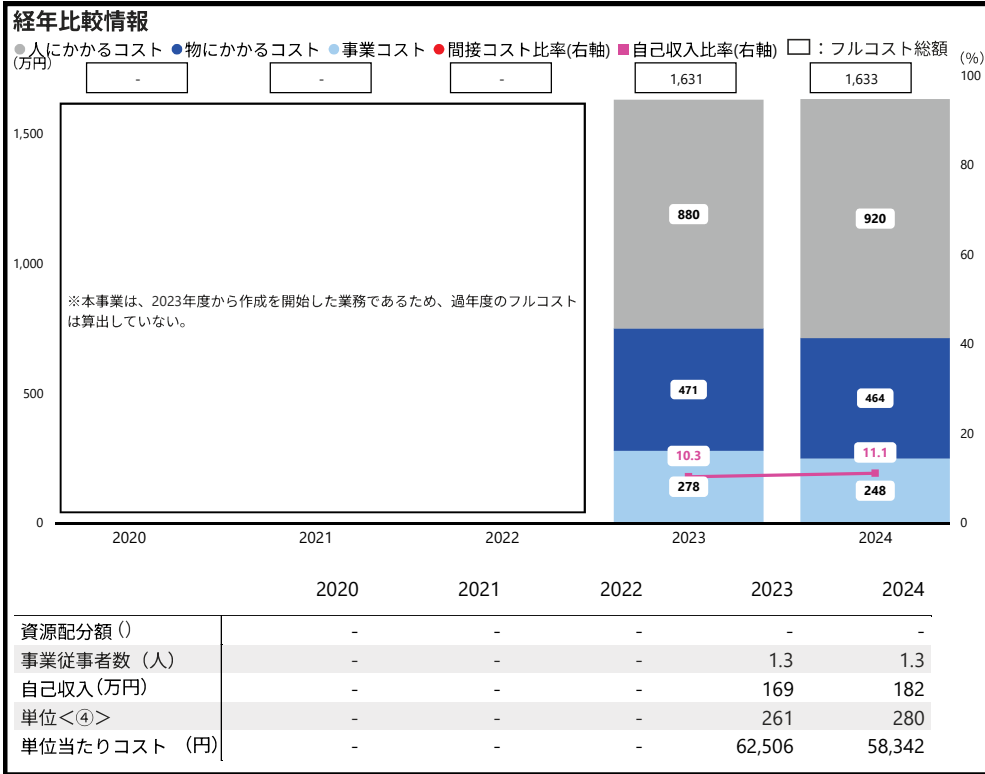 経年比較情報
●人にかかるコスト ●物にかかるコスト ●事業コスト ●間接コスト比率(右軸) ■自己収入比率(右軸) □：フルコスト総額
(万円) (%)
- - - 1,631 1,633 100
1,500
80
880 920
1,000 60
※本事業は、2023年度から作成を開始した業務であるため、過年度のフルコスト
は算出していない。
40
500 471 464
20
10.3 11.1
278 248
0 0
2020 2021 2022 2023 2024
2020 2021 2022 2023 2024
資源配分額 () - - - - -
事業従事者数（人） - - - 1.3 1.3
自己収入(万円) - - - 169 182
単位＜④＞ - - - 261 280
単位当たりコスト （円） - - - 62,506 58,342